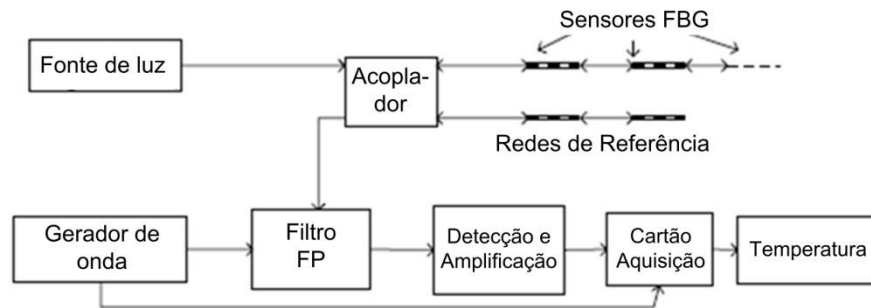 Sensores FBG
Fonte de luz
Acopla-
dor
Redes de Referência
Gerador de
onda
Filtro
FP
Detecção e
Amplificação
Cartão
Aquisição
Temperatura